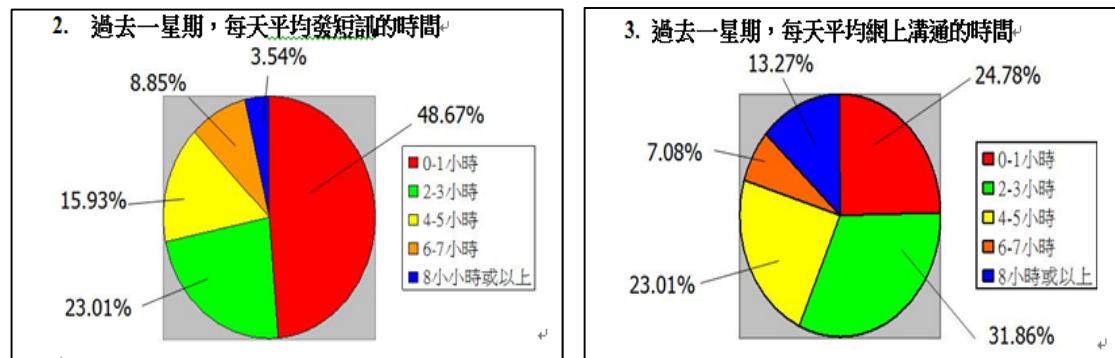 2. 過去一星期，每天平均發短訊的時間
3.54%
8.85%
48.67%
15.93%
23.01%
0-1小時
2-3小時
4-5小時
6-7小時
8小小時或以上
3. 過去一星期，每天平均網上溝通的時間
13.27%
24.78%
7.08%
23.01%
31.86%
0-1小時
2-3小時
4-5小時
6-7小時
8小時或以上